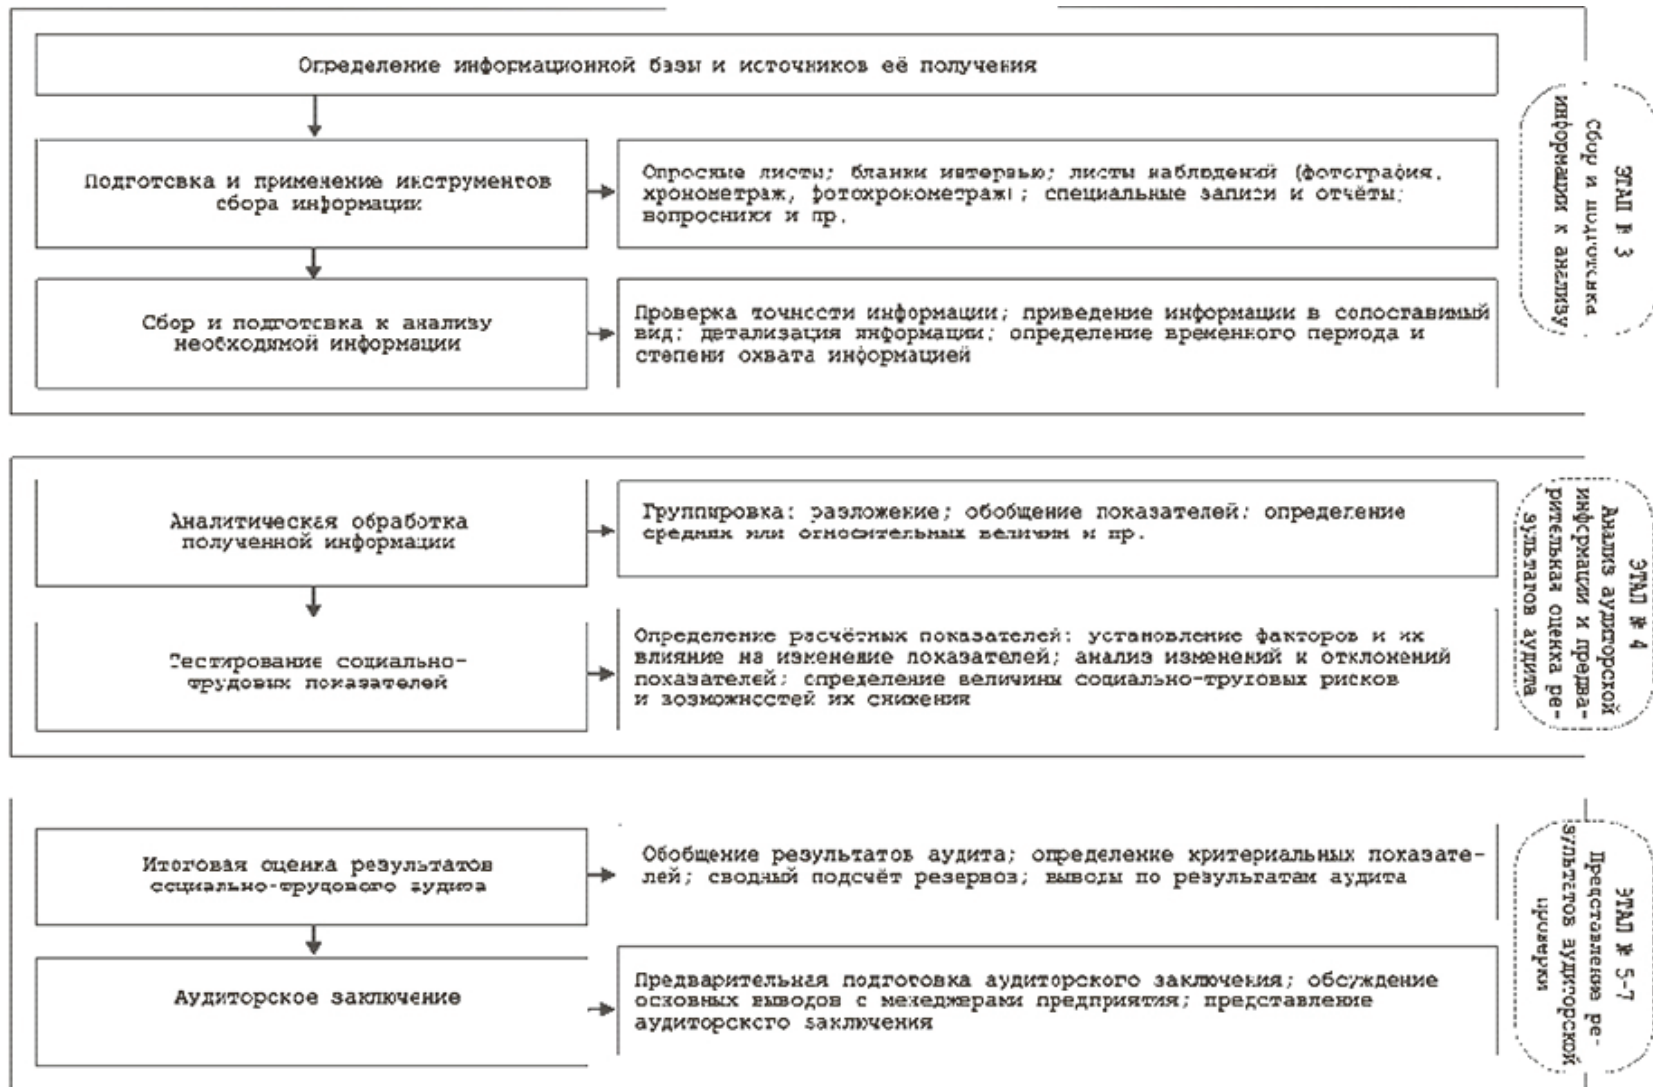 Определение информационной базы и источников её получения
Подготовка и применение инструментов
сбора информации
Опросные листы; бланки интервью; листы наблюдений (фотография,
хронометраж, фотохронометраж); специальные записи и отчёты;
вопросники и пр.
Сбор и подготовка к анализу
необходимой информации
Проверка точности информации; приведение информации в сопоставимый
вид; детализация информации; определение временного периода и
степени охвата информацией
ЭТАП № 3
Сбор и подготовка
информации к анализу
Аналитическая обработка
полученной информации
Группировка; разложение; обобщение показателей; определение
средних или относительных величин и пр.
Тестирование социально-
трудовых показателей
Определение расчётных показателей; установление факторов и их
влияние на изменение показателей; анализ изменений и отклонений
показателей; определение величины социально-трудовых рисков
и возможностей их снижения
ЭТАП № 4
Анализ аудиторской
информации и предва-
рительная оценка ре-
зультатов аудита
Итоговая оценка результатов
социально-трудового аудита
Обобщение результатов аудита; определение критериальных показате-
лей; сводный подсчёт резервов; выводы по результатам аудита
Аудиторское заключение
Предварительная подготовка аудиторского заключения; обсуждение
основных выводов с менеджерами предприятия; представление
аудиторского заключения
ЭТАП № 5-7
Представление ре-
зультатов аудиторской
проверки